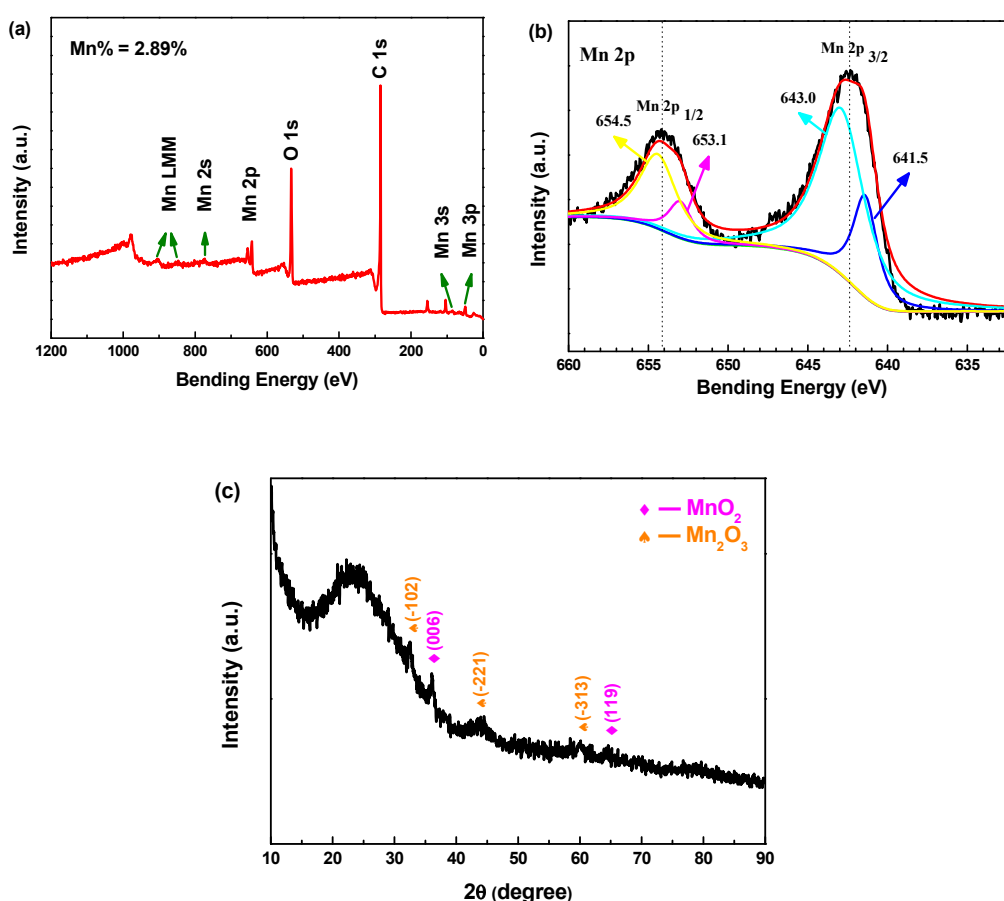 (a)
Mn% = 2.89%
Mn LMM
Mn 2s
Mn 2p
O 1s
C 1s
Mn 3s
Mn 3p
Intensity (a.u.)
1200 1000 800 600 400 200 0
Bending Energy (eV)
(b)
Mn 2p
Mn 2p 3/2
643.0
Mn 2p 1/2
654.5
653.1
641.5
Intensity (a.u.)
660 655 650 645 640 635
Bending Energy (eV)
(c)
♦ — MnO₂
♠ — Mn₂O₃
♠(-102)
♦(006)
♠(-221)
♠(-313)
♦(119)
Intensity (a.u.)
10 20 30 40 50 60 70 80 90
2θ (degree)